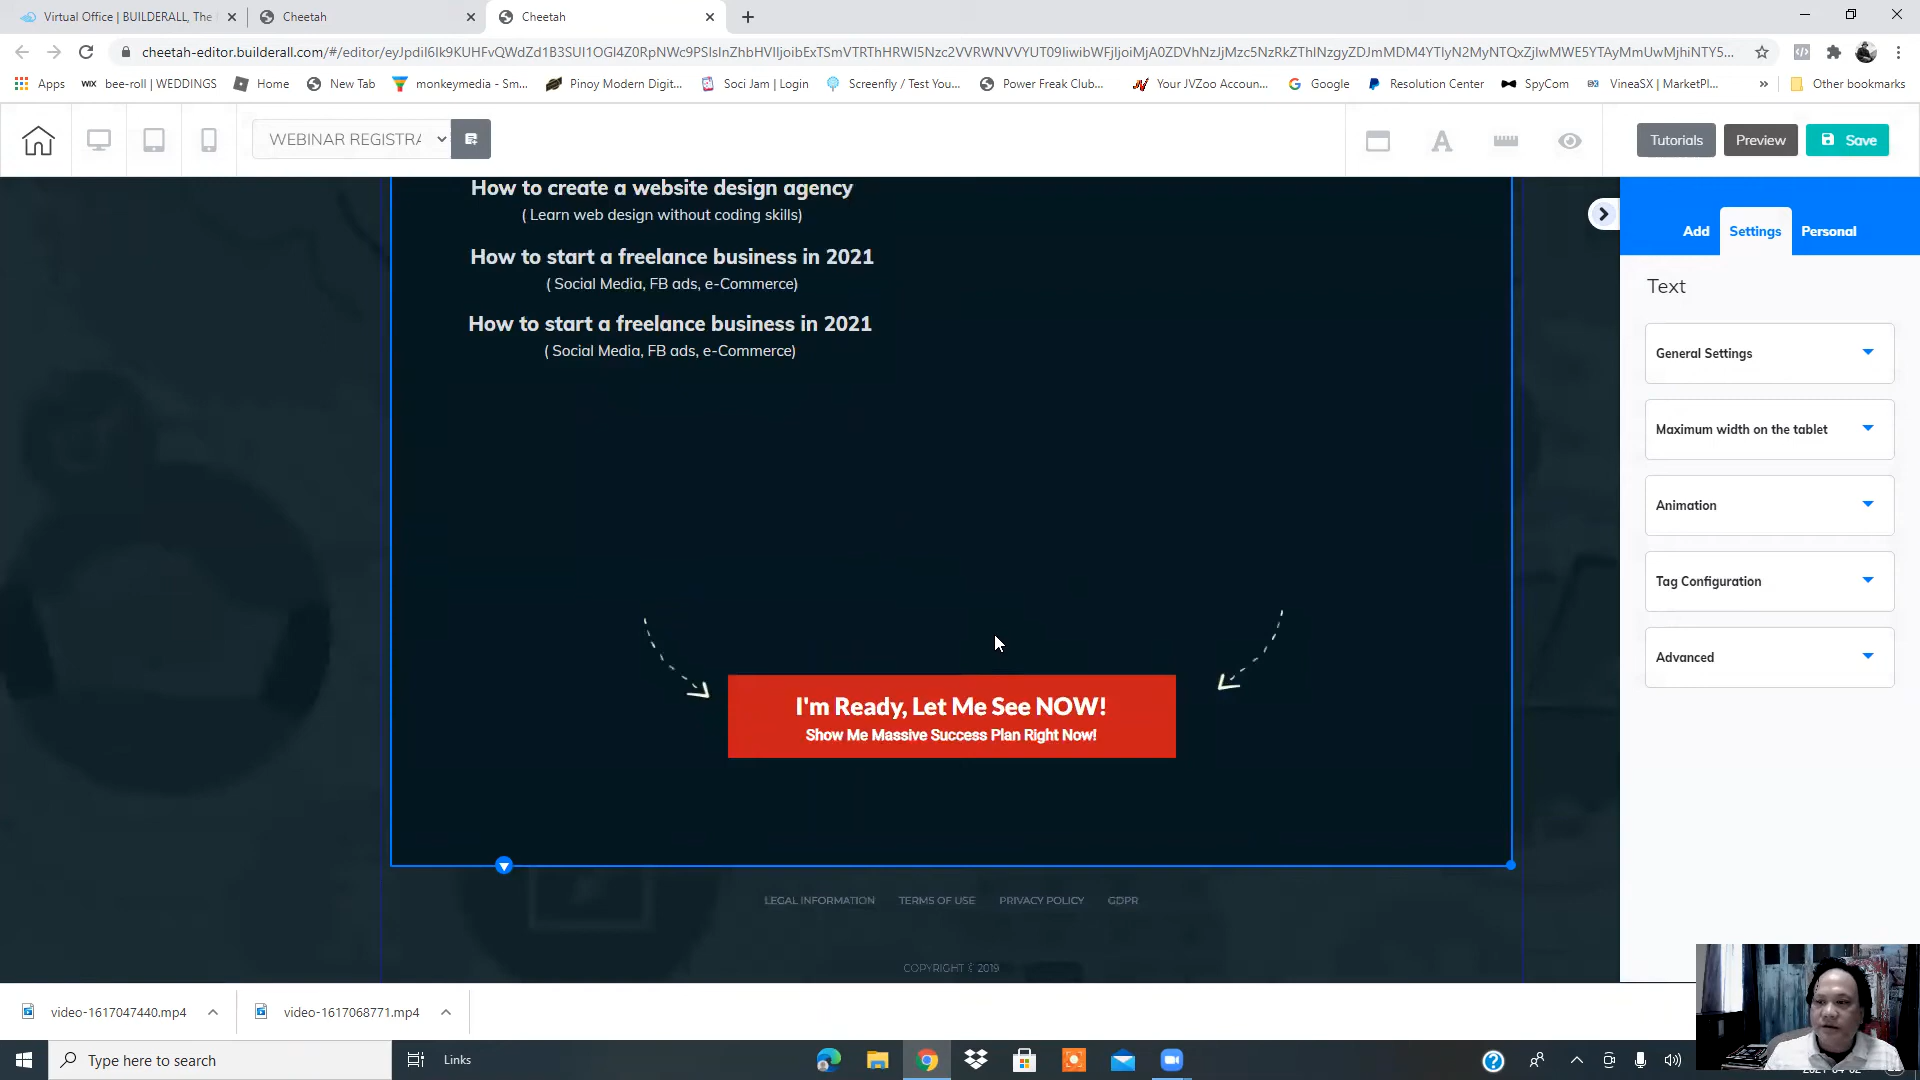 Virtual Office | BUILDERALL, The
Cheetah
Cheetah
Apps
WIX bee-roll | WEDDINGS
Home
New Tab
monkeymedia - Sm...
Pinoy Modern Digit...
Soci Jam | Login
Screenfly / Test You...
Power Freak Club...
Your JVZoo Accoun...
Google
Resolution Center
SpyCom
VineaSX | MarketPl...
Other bookmarks
WEBINAR REGISTRA
Tutorials
Preview
Save
How to create a website design agency
( Learn web design without coding skills)
How to start a freelance business in 2021
( Social Media, FB ads, e-Commerce)
How to start a freelance business in 2021
( Social Media, FB ads, e-Commerce)
I'm Ready, Let Me See NOW!
Show Me Massive Success Plan Right Now!
LEGAL INFORMATION TERMS OF USE PRIVACY POLICY GDPR
COPYRIGHT © 2019
Add
Settings
Personal
Text
General Settings
Maximum width on the tablet
Animation
Tag Configuration
Advanced
video-1617047440.mp4
video-1617068771.mp4
Type here to search
Links